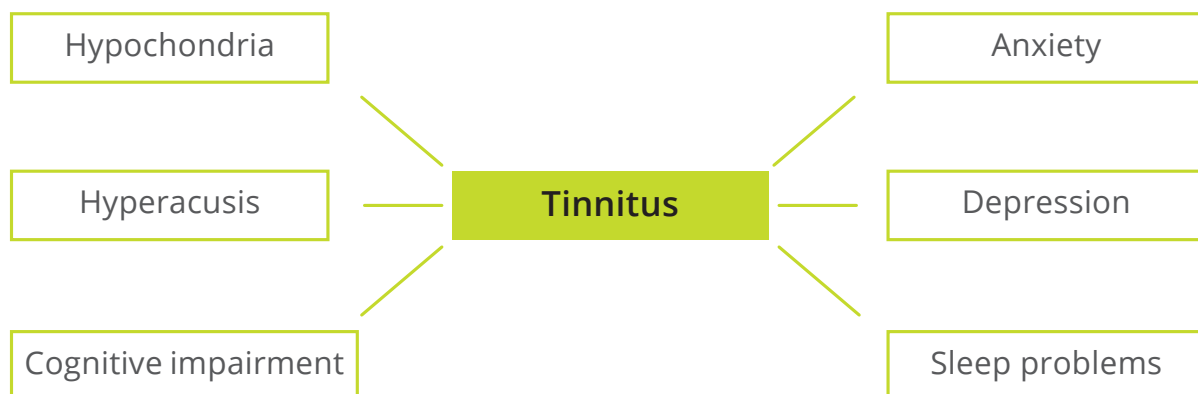 Hypochondria
Anxiety
Hyperacusis
Tinnitus
Depression
Cognitive impairment
Sleep problems